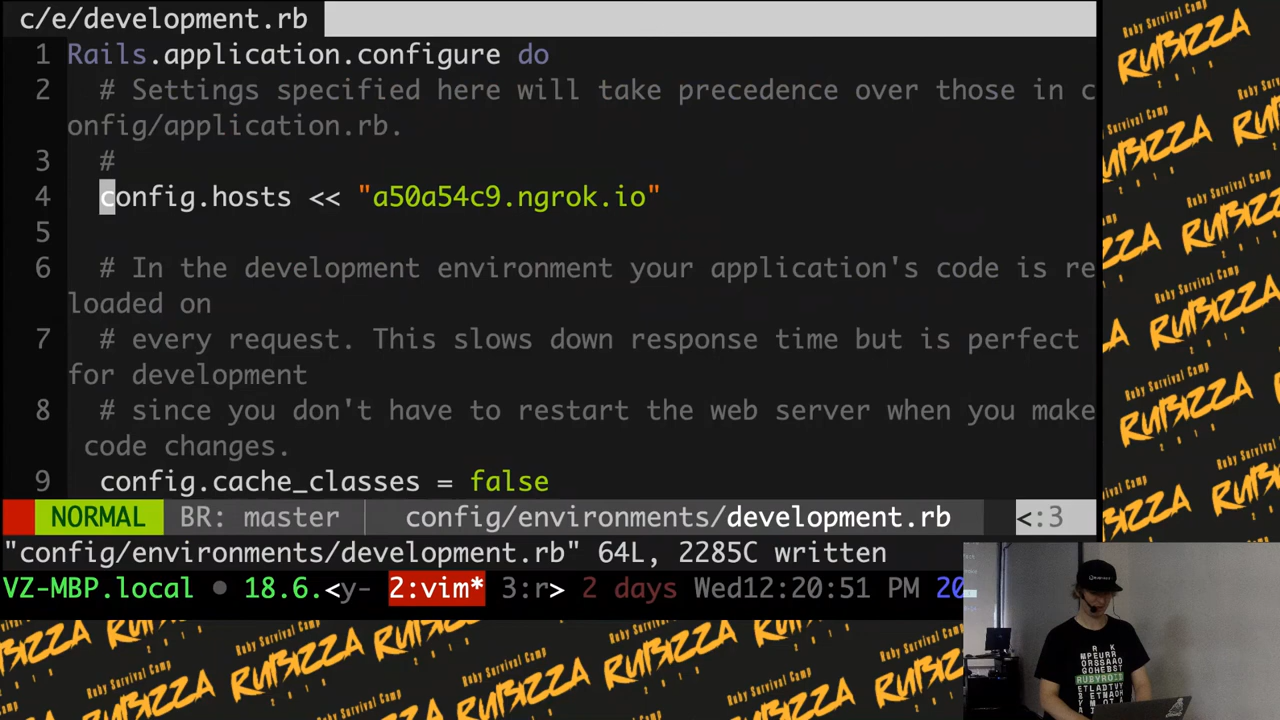 c/e/development.rb
1 Rails.application.configure do
2 # Settings specified here will take precedence over those in c
onfig/application.rb.
3 #
4 config.hosts << "a50a54c9.ngrok.io"
5
6 # In the development environment your application's code is re
loaded on
7 # every request. This slows down response time but is perfect
for development
8 # since you don't have to restart the web server when you make
code changes.
9 config.cache_classes = false
NORMAL BR: master config/environments/development.rb <:3
"config/environments/development.rb" 64L, 2285C written
VZ-MBP.local • 18.6.<y- 2:vim* 3:r> 2 days Wed12:20:51 PM 20
Ruby Survival Camp
RUBIZZA
2019
RUBYROID